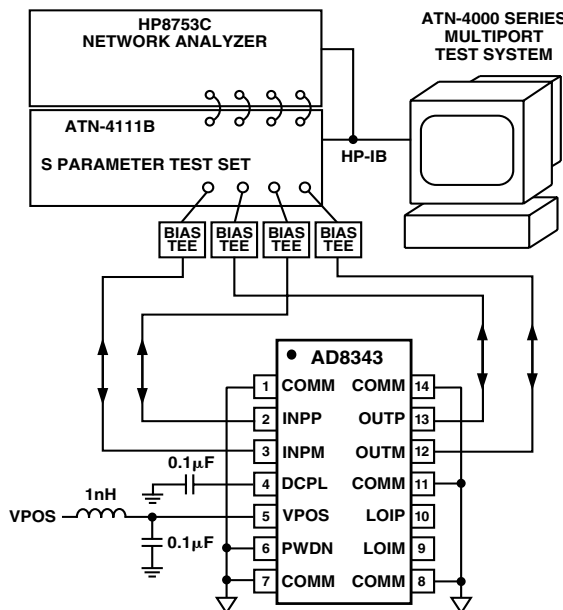 HP8753C
NETWORK ANALYZER
ATN-4000 SERIES
MULTIPORT
TEST SYSTEM
ATN-4111B
S PARAMETER TEST SET
HP-IB
BIAS TEE
BIAS TEE
BIAS TEE
BIAS TEE
AD8343
1 COMM COMM 14
2 INPP OUTP 13
3 INPM OUTM 12
0.1µF
4 DCPL COMM 11
1nH
VPOS
5 VPOS LOIP 10
0.1µF
6 PWDN LOIM 9
7 COMM COMM 8